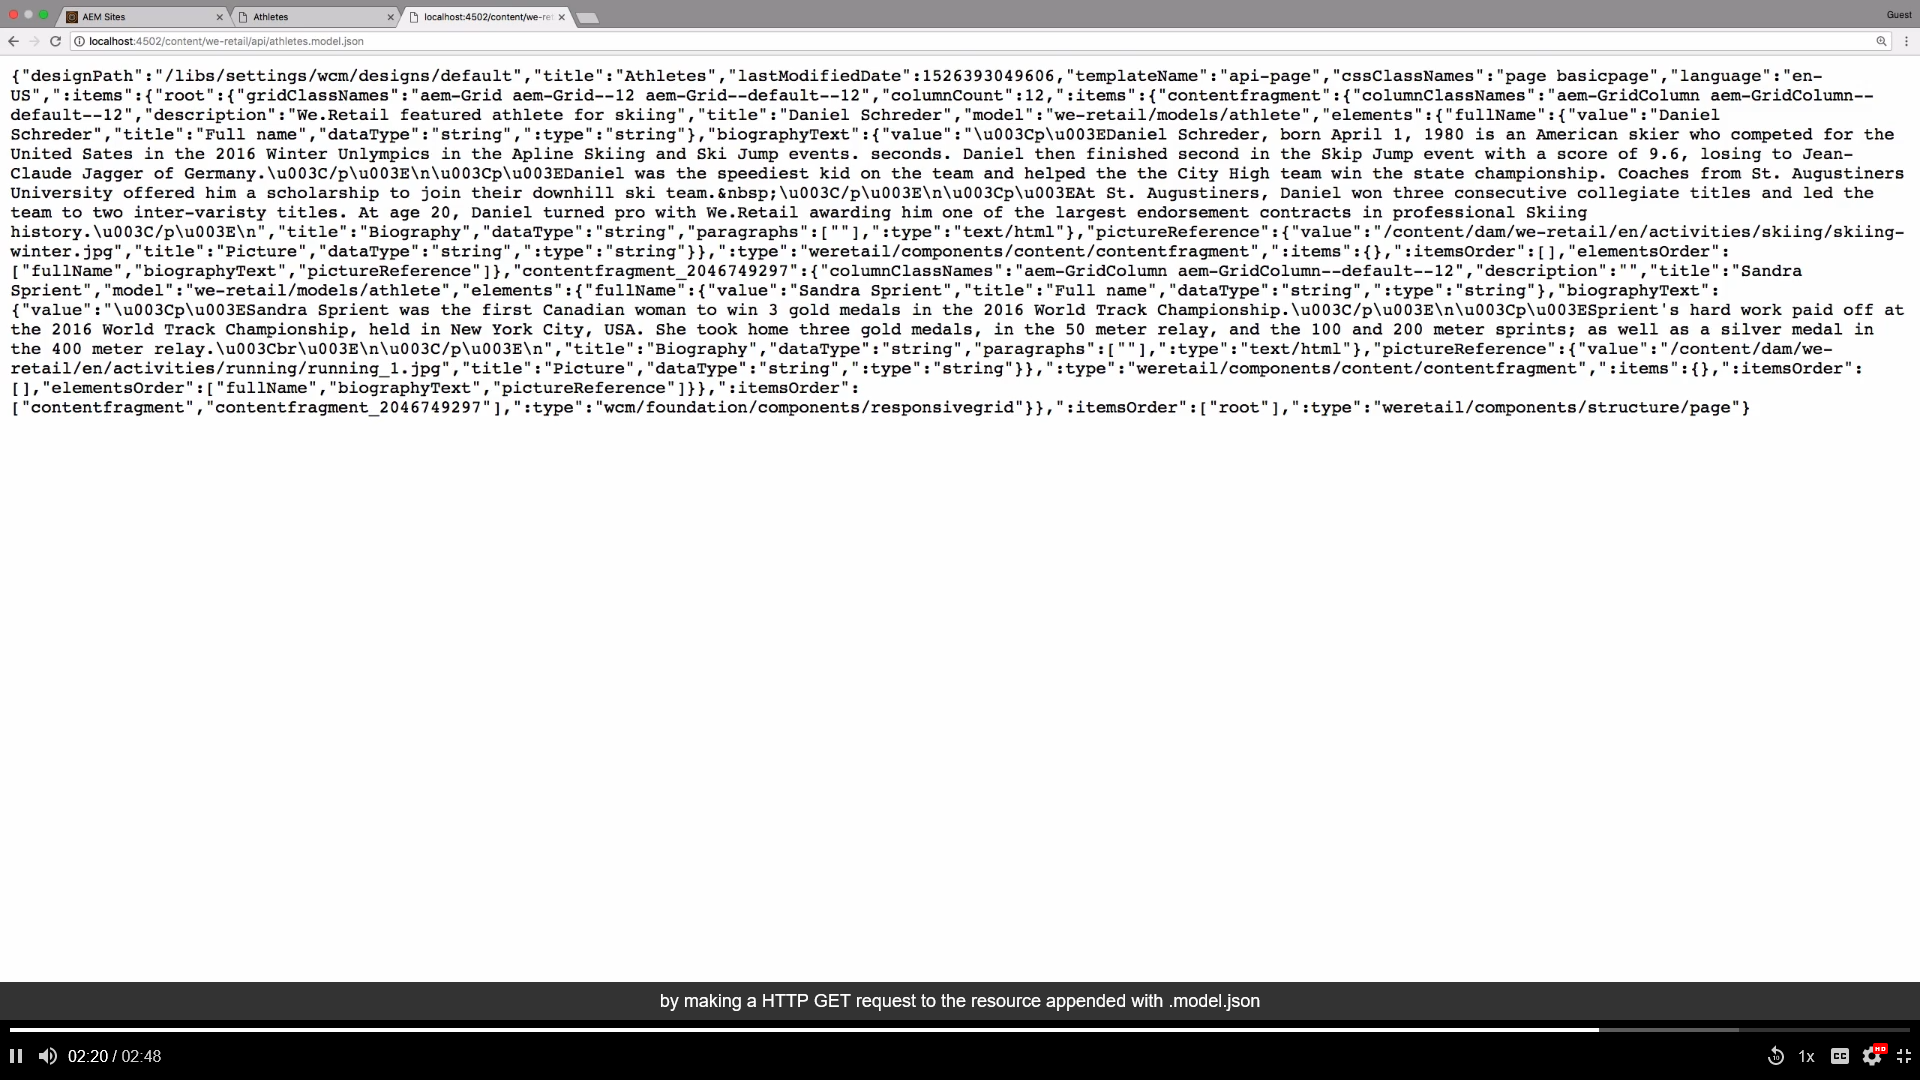 AEM Sites
Athletes
localhost:4502/content/we-ret
Guest
localhost:4502/content/we-retail/api/athletes.model.json
{"designPath":"/libs/settings/wcm/designs/default","title":"Athletes","lastModifiedDate":1526393049606,"templateName":"api-page","cssClassNames":"page basicpage","language":"en-
US",":items":{"root":{"gridClassNames":"aem-Grid aem-Grid--12 aem-Grid--default--12","columnCount":12,":items":{"contentfragment":{"columnClassNames":"aem-GridColumn aem-GridColumn--
default--12","description":"We.Retail featured athlete for skiing","title":"Daniel Schreder","model":"we-retail/models/athlete","elements":{"fullName":{"value":"Daniel
Schreder","title":"Full name","dataType":"string",":type":"string"},"biographyText":{"value":"\u003Cp\u003EDaniel Schreder, born April 1, 1980 is an American skier who competed for the
United Sates in the 2016 Winter Unlympics in the Apline Skiing and Ski Jump events. seconds. Daniel then finished second in the Skip Jump event with a score of 9.6, losing to Jean-
Claude Jagger of Germany.\u003C/p\u003E\n\u003Cp\u003EDaniel was the speediest kid on the team and helped the the City High team win the state championship. Coaches from St. Augustiners
University offered him a scholarship to join their downhill ski team.&nbsp;\u003C/p\u003E\n\u003Cp\u003EAt St. Augustiners, Daniel won three consecutive collegiate titles and led the
team to two inter-varisty titles. At age 20, Daniel turned pro with We.Retail awarding him one of the largest endorsement contracts in professional Skiing
history.\u003C/p\u003E\n","title":"Biography","dataType":"string","paragraphs":[""],":type":"text/html"},"pictureReference":{"value":"/content/dam/we-retail/en/activities/skiing/skiing-
winter.jpg","title":"Picture","dataType":"string",":type":"string"}},":type":"weretail/components/content/contentfragment",":items":{},":itemsOrder":[],"elementsOrder":
["fullName","biographyText","pictureReference"]},"contentfragment_2046749297":{"columnClassNames":"aem-GridColumn aem-GridColumn--default--12","description":"","title":"Sandra
Sprient","model":"we-retail/models/athlete","elements":{"fullName":{"value":"Sandra Sprient","title":"Full name","dataType":"string",":type":"string"},"biographyText":
{"value":"\u003Cp\u003ESandra Sprient was the first Canadian woman to win 3 gold medals in the 2016 World Track Championship.\u003C/p\u003E\n\u003Cp\u003ESprient's hard work paid off at
the 2016 World Track Championship, held in New York City, USA. She took home three gold medals, in the 50 meter relay, and the 100 and 200 meter sprints; as well as a silver medal in
the 400 meter relay.\u003Cbr\u003E\n\u003C/p\u003E\n","title":"Biography","dataType":"string","paragraphs":[""],":type":"text/html"},"pictureReference":{"value":"/content/dam/we-
retail/en/activities/running/running_1.jpg","title":"Picture","dataType":"string",":type":"string"}},":type":"weretail/components/content/contentfragment",":items":{},":itemsOrder":
[],"elementsOrder":["fullName","biographyText","pictureReference"]}},":itemsOrder":
["contentfragment","contentfragment_2046749297"],":type":"wcm/foundation/components/responsivegrid"}},":itemsOrder":["root"],":type":"weretail/components/structure/page"}
by making a HTTP GET request to the resource appended with .model.json
02:20 / 02:48
10
1x
CC
HD